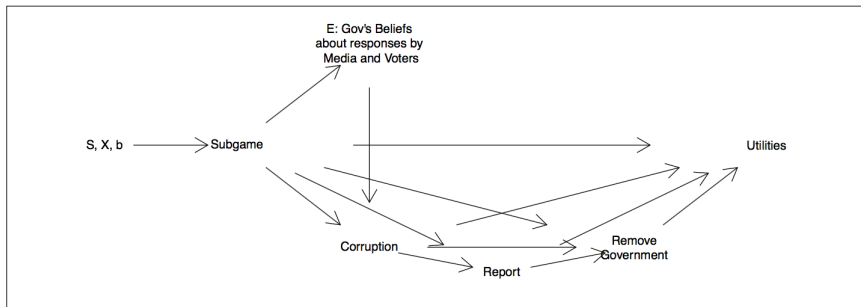 E: Gov's Beliefs
about responses by
Media and Voters
S, X, b
Subgame
Utilities
Corruption
Remove
Government
Report